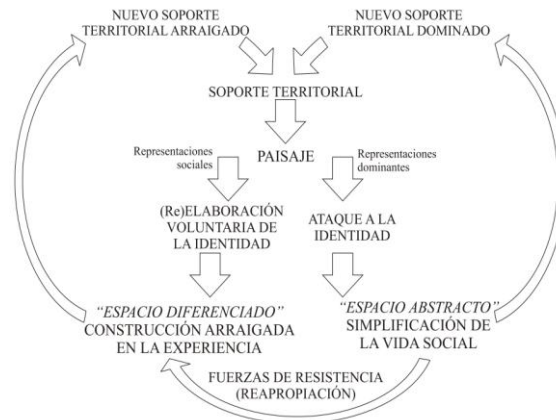 NUEVO SOPORTE
TERRITORIAL ARRAIGADO
NUEVO SOPORTE
TERRITORIAL DOMINADO
SOPORTE TERRITORIAL
PAISAJE
Representaciones
sociales
Representaciones
dominantes
(Re)ELABORACIÓN
VOLUNTARIA DE
LA IDENTIDAD
ATAQUE A LA
IDENTIDAD
“ESPACIO DIFERENCIADO”
CONSTRUCCIÓN ARRAIGADA
EN LA EXPERIENCIA
“ESPACIO ABSTRACTO”
SIMPLIFICACIÓN DE
LA VIDA SOCIAL
FUERZAS DE RESISTENCIA
(REAPROPIACIÓN)